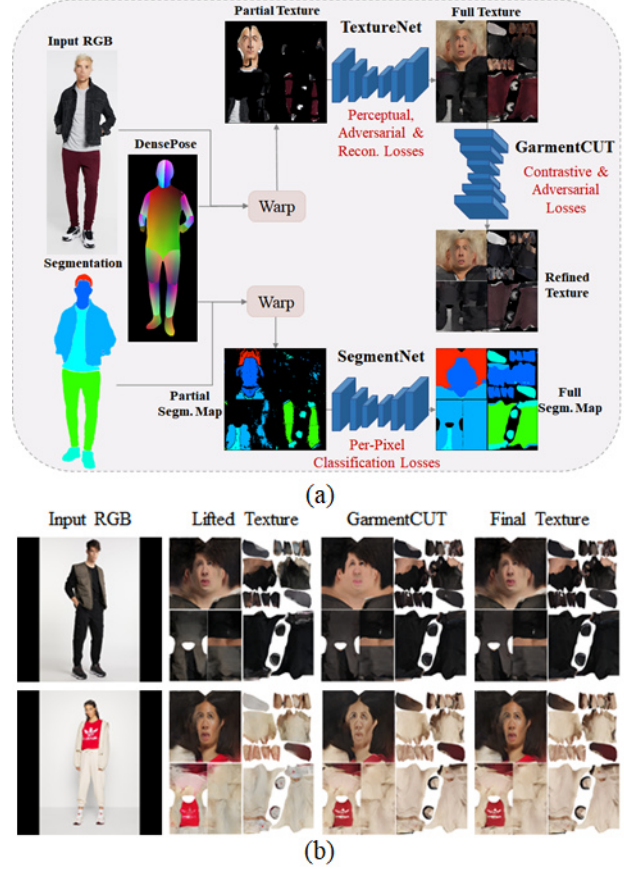 Partial Texture
TextureNet
Full Texture
Input RGB
Perceptual,
Adversarial &
Recon. Losses
GarmentCUT
Contrastive &
Adversarial
Losses
DensePose
Warp
Segmentation
Refined
Texture
Warp
SegmentNet
Partial
Segm. Map
Full
Segm. Map
Per-Pixel
Classification Losses
(a)
Input RGB Lifted Texture GarmentCUT Final Texture
(b)